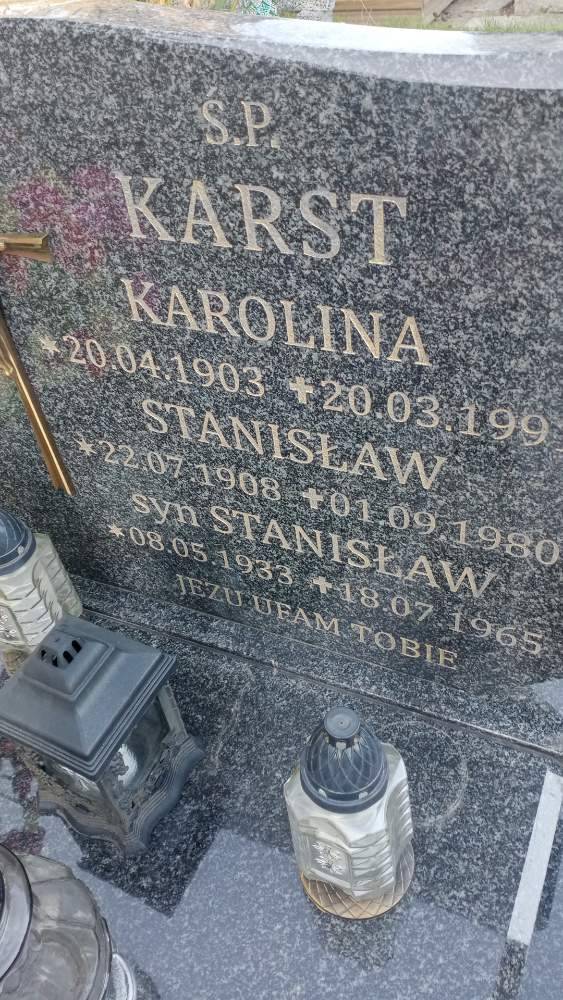 Ś.P.
KARST
KAROLINA
*20.04.1903 ✝20.03.199
STANISŁAW
*22.07.1908 ✝01.09.1980
syn STANISŁAW
*08.05.1933 ✝18.07.1965
JEZU UFAM TOBIE